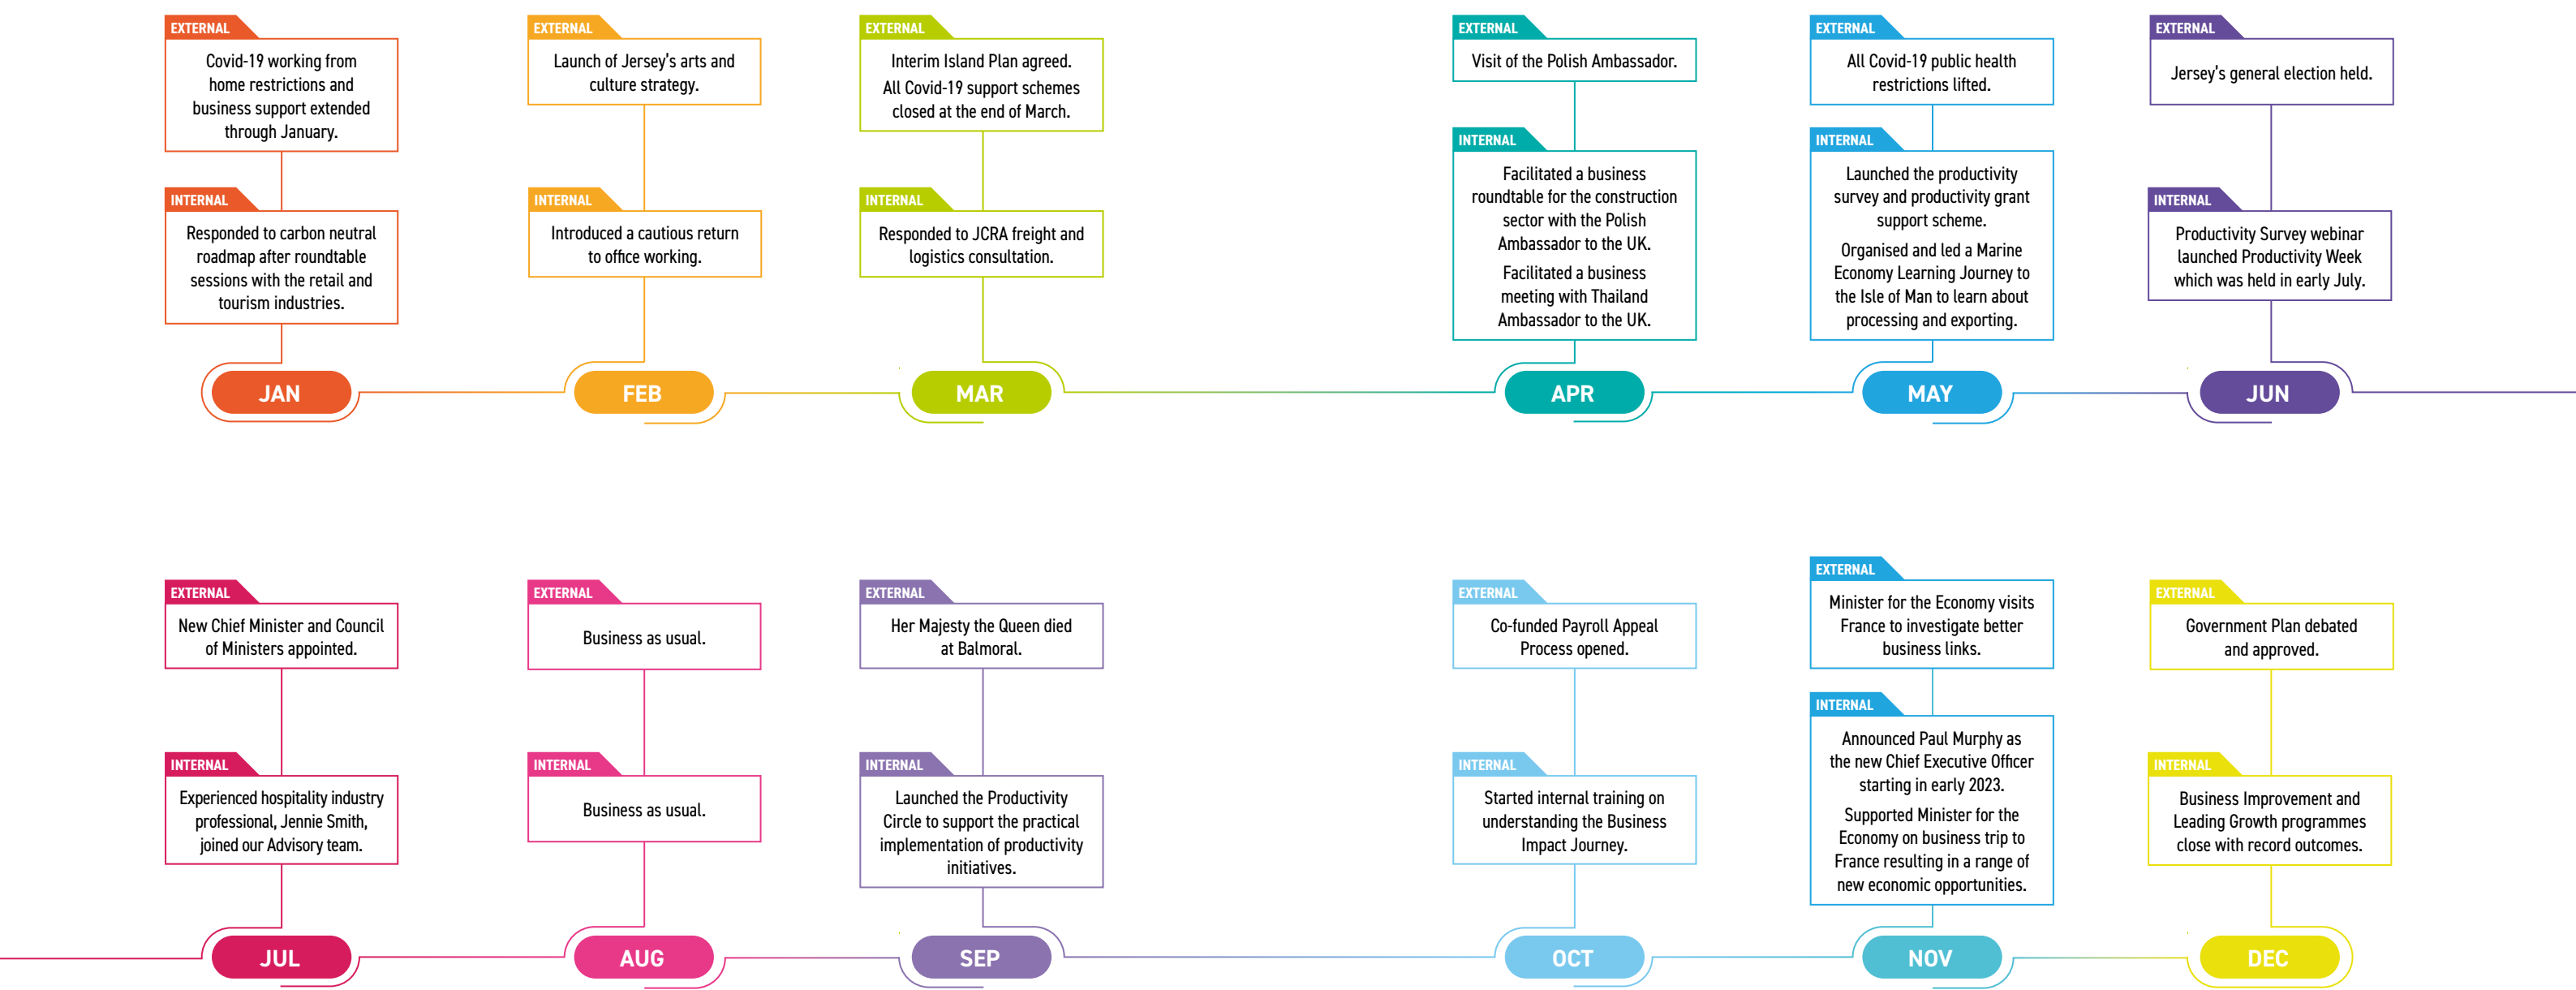 EXTERNAL
Covid-19 working from
home restrictions and
business support extended
through January.
INTERNAL
Responded to carbon neutral
roadmap after roundtable
sessions with the retail and
tourism industries.
JAN
EXTERNAL
Launch of Jersey's arts and
culture strategy.
INTERNAL
Introduced a cautious return
to office working.
FEB
EXTERNAL
Interim Island Plan agreed.
All Covid-19 support schemes
closed at the end of March.
INTERNAL
Responded to JCRA freight and
logistics consultation.
MAR
EXTERNAL
Visit of the Polish Ambassador.
INTERNAL
Facilitated a business
roundtable for the construction
sector with the Polish
Ambassador to the UK.
Facilitated a business
meeting with Thailand
Ambassador to the UK.
APR
EXTERNAL
All Covid-19 public health
restrictions lifted.
INTERNAL
Launched the productivity
survey and productivity grant
support scheme.
Organised and led a Marine
Economy Learning Journey to
the Isle of Man to learn about
processing and exporting.
MAY
EXTERNAL
Jersey's general election held.
INTERNAL
Productivity Survey webinar
launched Productivity Week
which was held in early July.
JUN
EXTERNAL
New Chief Minister and Council
of Ministers appointed.
INTERNAL
Experienced hospitality industry
professional, Jennie Smith,
joined our Advisory team.
JUL
EXTERNAL
Business as usual.
INTERNAL
Business as usual.
AUG
EXTERNAL
Her Majesty the Queen died
at Balmoral.
INTERNAL
Launched the Productivity
Circle to support the practical
implementation of productivity
initiatives.
SEP
EXTERNAL
Co-funded Payroll Appeal
Process opened.
INTERNAL
Started internal training on
understanding the Business
Impact Journey.
OCT
EXTERNAL
Minister for the Economy visits
France to investigate better
business links.
INTERNAL
Announced Paul Murphy as
the new Chief Executive Officer
starting in early 2023.
Supported Minister for the
Economy on business trip to
France resulting in a range of
new economic opportunities.
NOV
EXTERNAL
Government Plan debated
and approved.
INTERNAL
Business Improvement and
Leading Growth programmes
close with record outcomes.
DEC